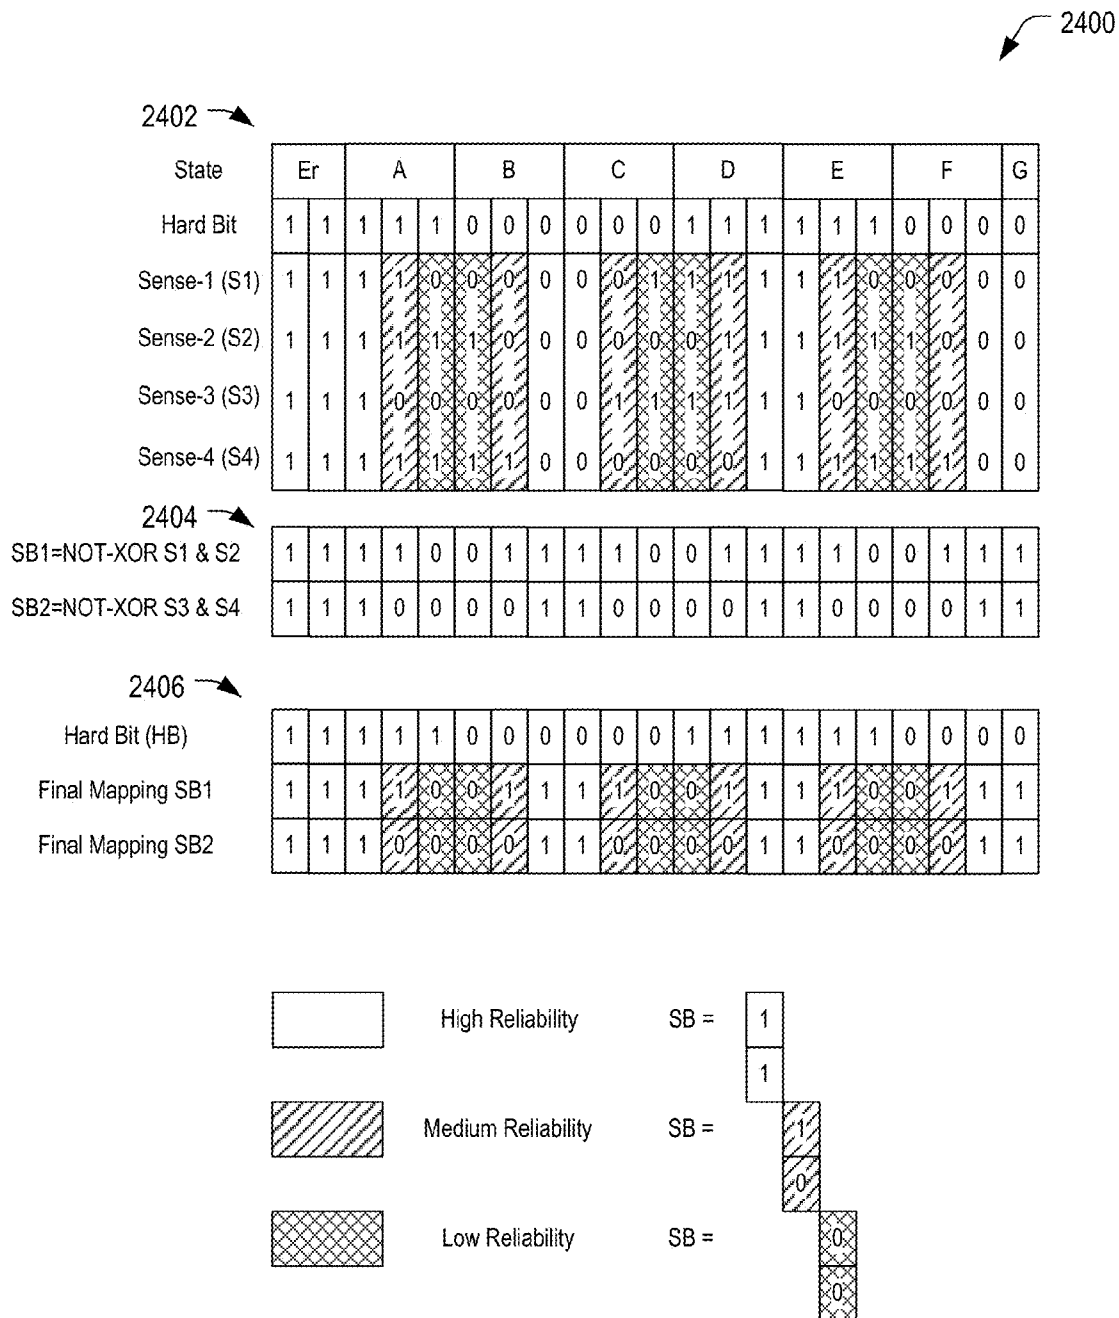 2400
2402
State Er A B C D E F G
Hard Bit 1 1 1 1 1 0 0 0 0 0 0 1 1 1 1 1 1 0 0 0 0
Sense-1 (S1) 1 1 1 1 0 0 0 0 0 0 1 1 1 1 1 1 0 0 0 0 0
Sense-2 (S2) 1 1 1 1 1 1 0 0 0 0 0 0 1 1 1 1 1 1 0 0 0
Sense-3 (S3) 1 1 1 0 0 0 0 0 0 1 1 1 1 1 1 0 0 0 0 0 0
Sense-4 (S4) 1 1 1 1 1 1 1 0 0 0 0 0 0 1 1 1 1 1 1 0 0
2404
SB1=NOT-XOR S1 & S2 1 1 1 1 0 0 1 1 1 1 0 0 1 1 1 1 0 0 1 1 1
SB2=NOT-XOR S3 & S4 1 1 1 0 0 0 0 1 1 0 0 0 0 1 1 0 0 0 0 1 1
2406
Hard Bit (HB) 1 1 1 1 1 0 0 0 0 0 0 1 1 1 1 1 1 0 0 0 0
Final Mapping SB1 1 1 1 1 0 0 1 1 1 1 0 0 1 1 1 1 0 0 1 1 1
Final Mapping SB2 1 1 1 0 0 0 0 1 1 0 0 0 0 1 1 0 0 0 0 1 1
High Reliability SB = 1
1
Medium Reliability SB = 1
0
Low Reliability SB = 0
0